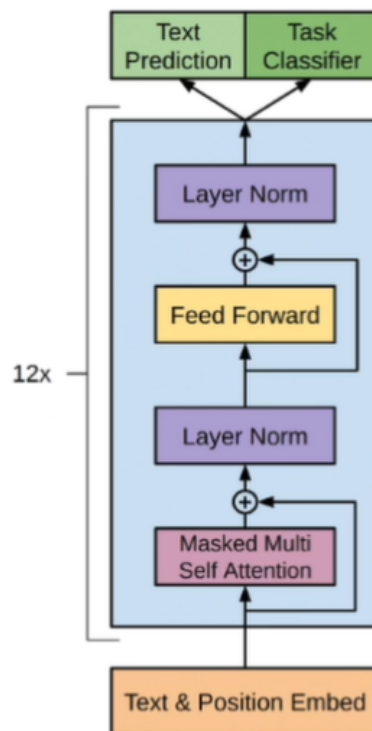 Text
Prediction
Task
Classifier
Layer Norm
Feed Forward
12x
Layer Norm
Masked Multi
Self Attention
Text & Position Embed